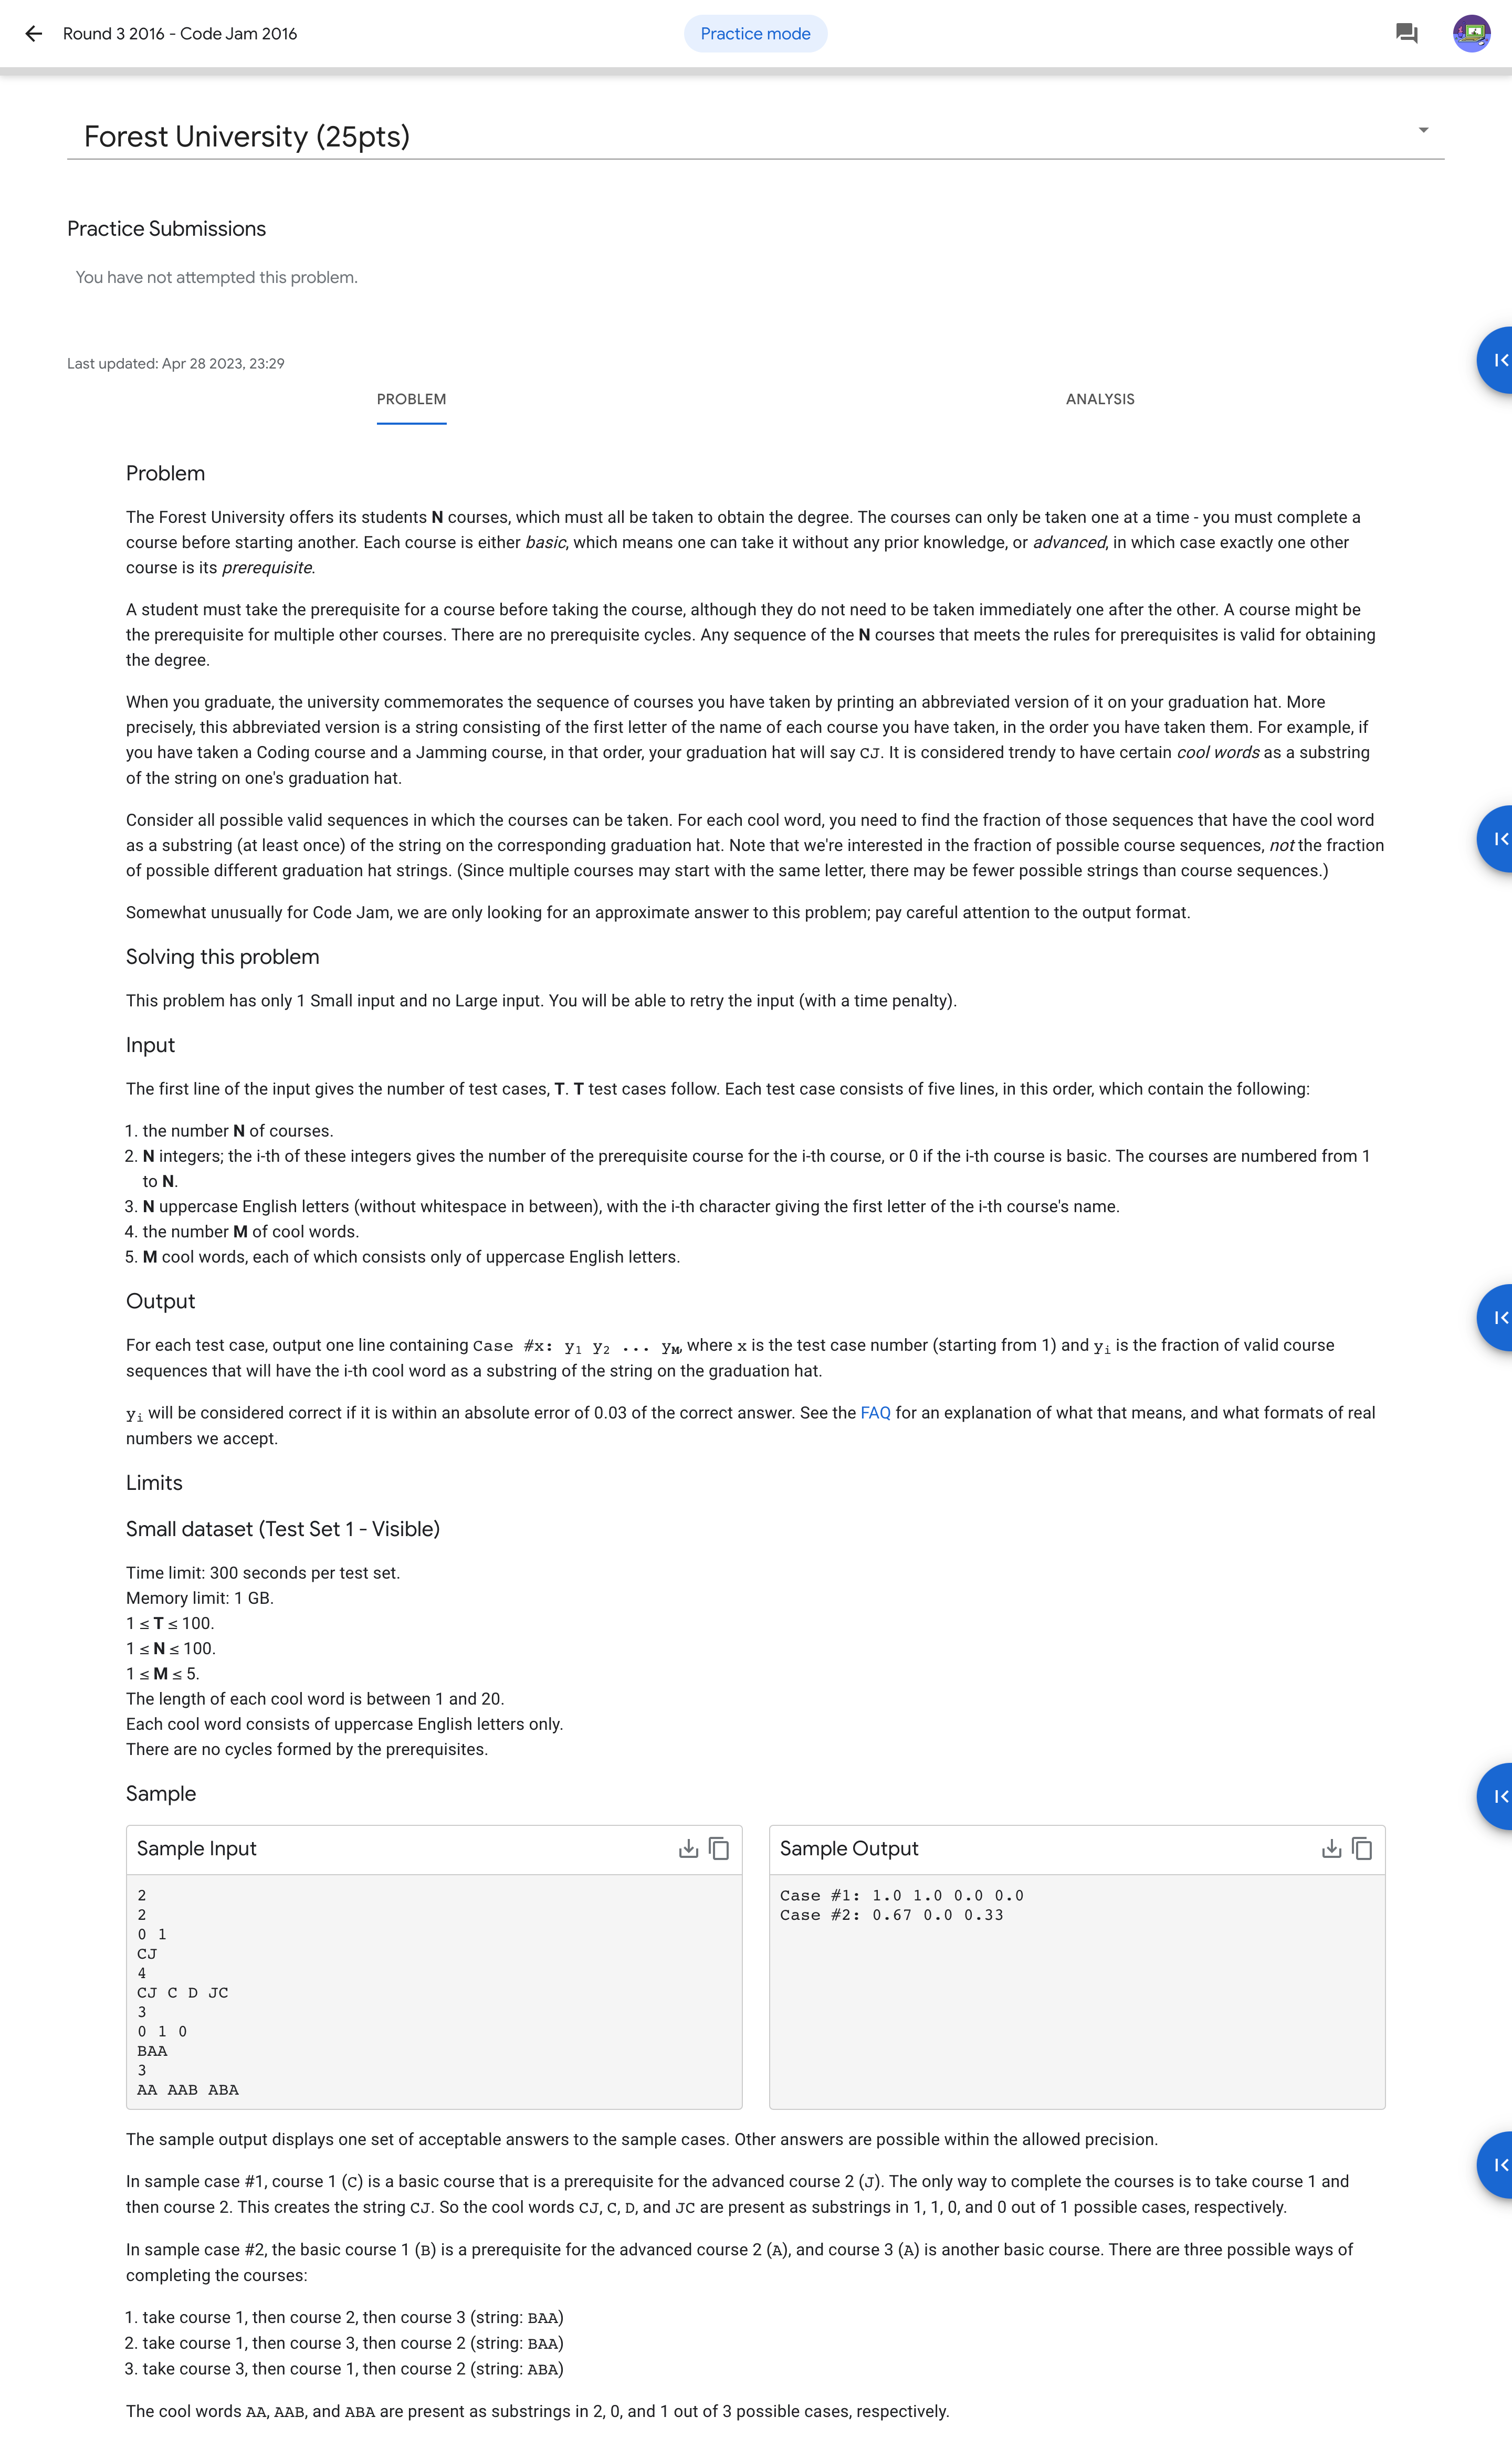 Round 3 2016 - Code Jam 2016
Practice mode
Forest University (25pts)
Practice Submissions
You have not attempted this problem.
Last updated: Apr 28 2023, 23:29
PROBLEM
ANALYSIS
Problem
The Forest University offers its students N courses, which must all be taken to obtain the degree. The courses can only be taken one at a time - you must complete a
course before starting another. Each course is either basic, which means one can take it without any prior knowledge, or advanced, in which case exactly one other
course is its prerequisite.
A student must take the prerequisite for a course before taking the course, although they do not need to be taken immediately one after the other. A course might be
the prerequisite for multiple other courses. There are no prerequisite cycles. Any sequence of the N courses that meets the rules for prerequisites is valid for obtaining
the degree.
When you graduate, the university commemorates the sequence of courses you have taken by printing an abbreviated version of it on your graduation hat. More
precisely, this abbreviated version is a string consisting of the first letter of the name of each course you have taken, in the order you have taken them. For example, if
you have taken a Coding course and a Jamming course, in that order, your graduation hat will say CJ. It is considered trendy to have certain cool words as a substring
of the string on one's graduation hat.
Consider all possible valid sequences in which the courses can be taken. For each cool word, you need to find the fraction of those sequences that have the cool word
as a substring (at least once) of the string on the corresponding graduation hat. Note that we're interested in the fraction of possible course sequences, not the fraction
of possible different graduation hat strings. (Since multiple courses may start with the same letter, there may be fewer possible strings than course sequences.)
Somewhat unusually for Code Jam, we are only looking for an approximate answer to this problem; pay careful attention to the output format.
Solving this problem
This problem has only 1 Small input and no Large input. You will be able to retry the input (with a time penalty).
Input
The first line of the input gives the number of test cases, T. T test cases follow. Each test case consists of five lines, in this order, which contain the following:
1. the number N of courses.
2. N integers; the i-th of these integers gives the number of the prerequisite course for the i-th course, or 0 if the i-th course is basic. The courses are numbered from 1
to N.
3. N uppercase English letters (without whitespace in between), with the i-th character giving the first letter of the i-th course's name.
4. the number M of cool words.
5. M cool words, each of which consists only of uppercase English letters.
Output
For each test case, output one line containing Case #x: y1 y2 ... yM, where x is the test case number (starting from 1) and yi is the fraction of valid course
sequences that will have the i-th cool word as a substring of the string on the graduation hat.
yi will be considered correct if it is within an absolute error of 0.03 of the correct answer. See the FAQ for an explanation of what that means, and what formats of real
numbers we accept.
Limits
Small dataset (Test Set 1 - Visible)
Time limit: 300 seconds per test set.
Memory limit: 1 GB.
1 ≤ T ≤ 100.
1 ≤ N ≤ 100.
1 ≤ M ≤ 5.
The length of each cool word is between 1 and 20.
Each cool word consists of uppercase English letters only.
There are no cycles formed by the prerequisites.
Sample
Sample Input
2
2
0 1
CJ
4
CJ C D JC
3
0 1 0
BAA
3
AA AAB ABA
Sample Output
Case #1: 1.0 1.0 0.0 0.0
Case #2: 0.67 0.0 0.33
The sample output displays one set of acceptable answers to the sample cases. Other answers are possible within the allowed precision.
In sample case #1, course 1 (C) is a basic course that is a prerequisite for the advanced course 2 (J). The only way to complete the courses is to take course 1 and
then course 2. This creates the string CJ. So the cool words CJ, C, D, and JC are present as substrings in 1, 1, 0, and 0 out of 1 possible cases, respectively.
In sample case #2, the basic course 1 (B) is a prerequisite for the advanced course 2 (A), and course 3 (A) is another basic course. There are three possible ways of
completing the courses:
1. take course 1, then course 2, then course 3 (string: BAA)
2. take course 1, then course 3, then course 2 (string: BAA)
3. take course 3, then course 1, then course 2 (string: ABA)
The cool words AA, AAB, and ABA are present as substrings in 2, 0, and 1 out of 3 possible cases, respectively.